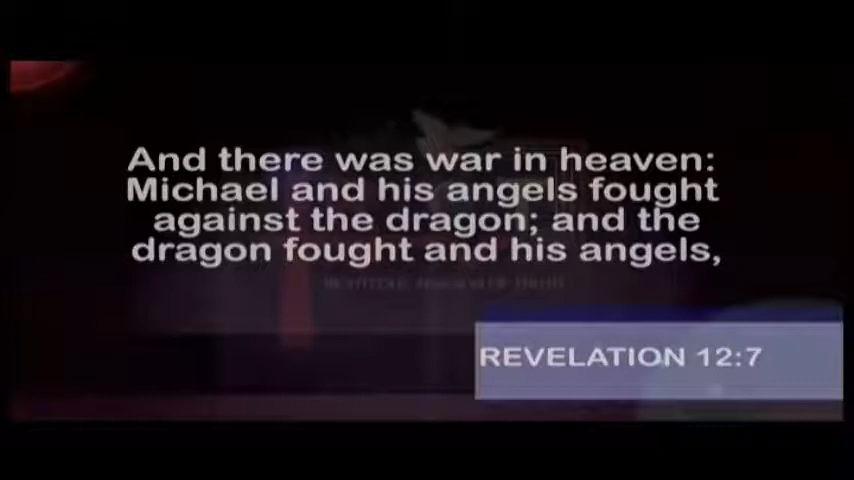 And there was war in heaven:
Michael and his angels fought
against the dragon; and the
dragon fought and his angels,
REVELATION 12:7